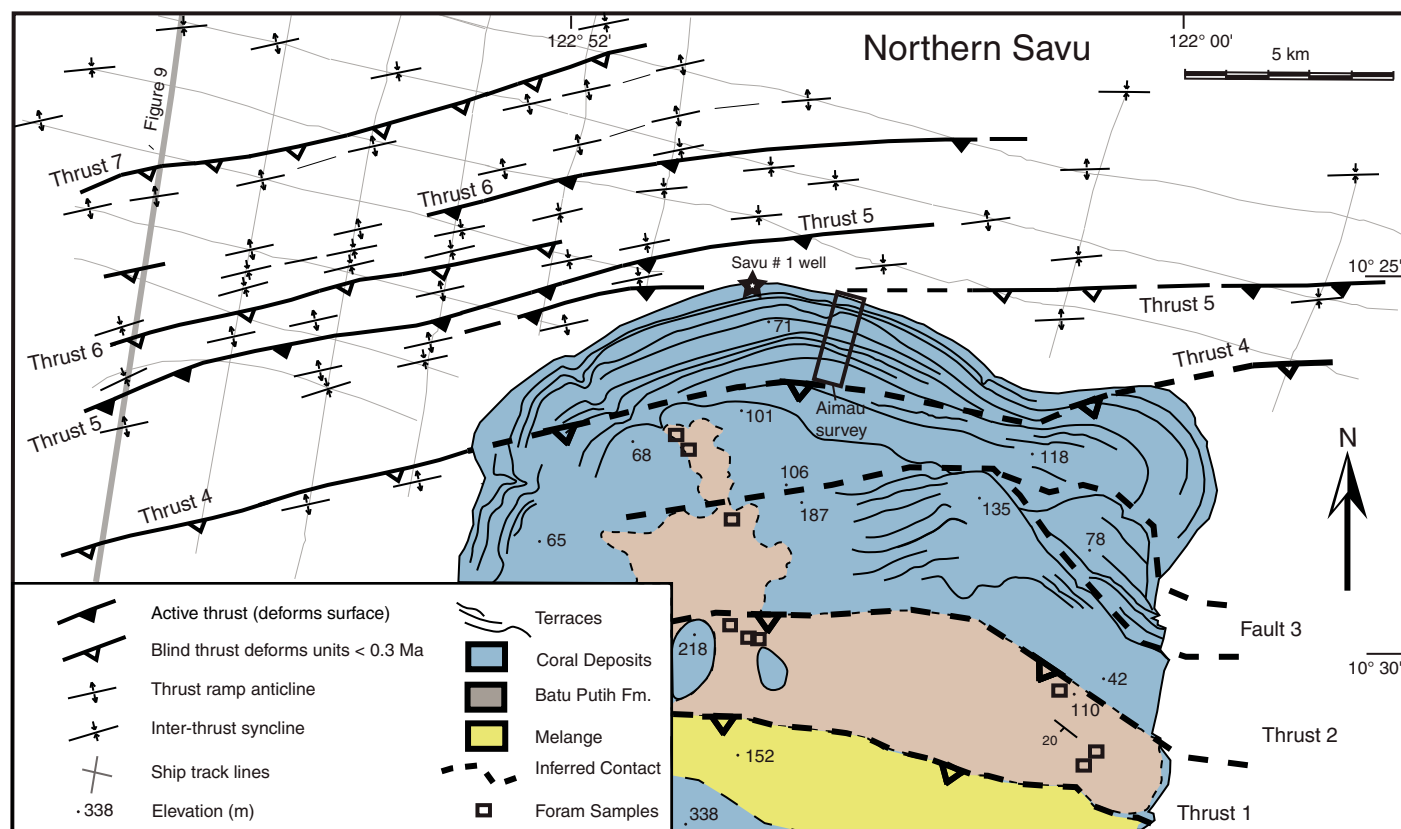 122° 52'
122° 00'
Northern Savu
5 km
Figure 9
Thrust 7
Thrust 6
Thrust 5
Savu # 1 well
10° 25'
Thrust 5
Thrust 6
71
Thrust 4
Thrust 5
Aimau
survey
101
68
118
106
187
135
Thrust 4
65
78
Active thrust (deforms surface)
Blind thrust deforms units < 0.3 Ma
Thrust ramp anticline
Inter-thrust syncline
Ship track lines
338 Elevation (m)
Terraces
Coral Deposits
Batu Putih Fm.
Melange
Inferred Contact
Foram Samples
Fault 3
218
10° 30'
42
110
20
Thrust 2
152
Thrust 1
338